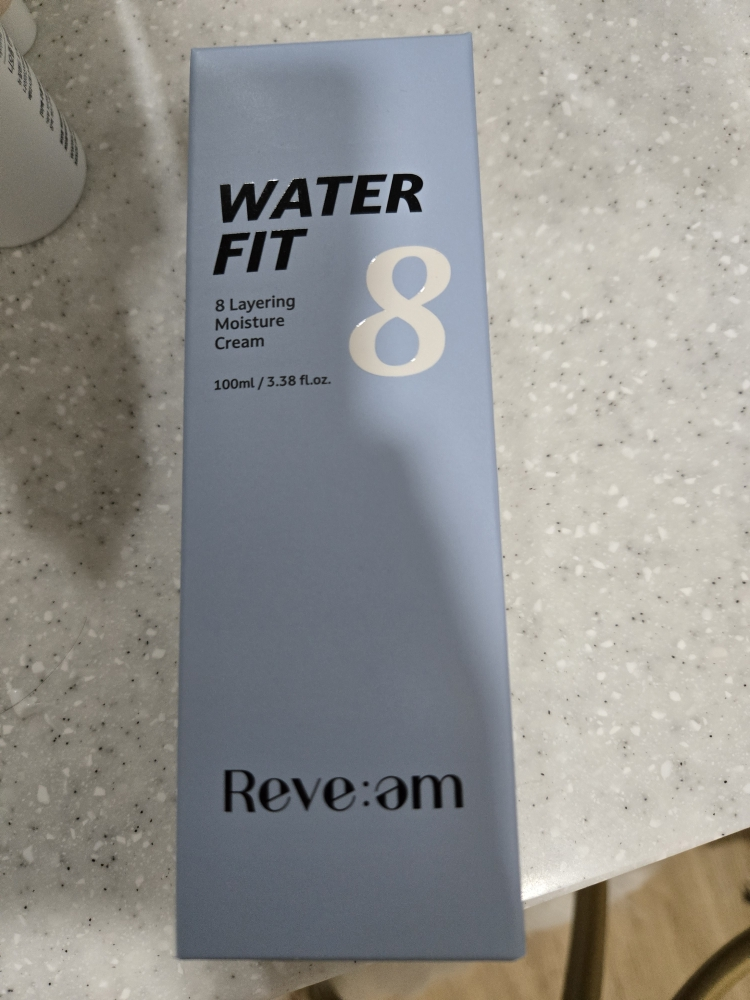 WATER
FIT
8
8 Layering
Moisture
Cream
100ml / 3.38 fl.oz.
Reve:am